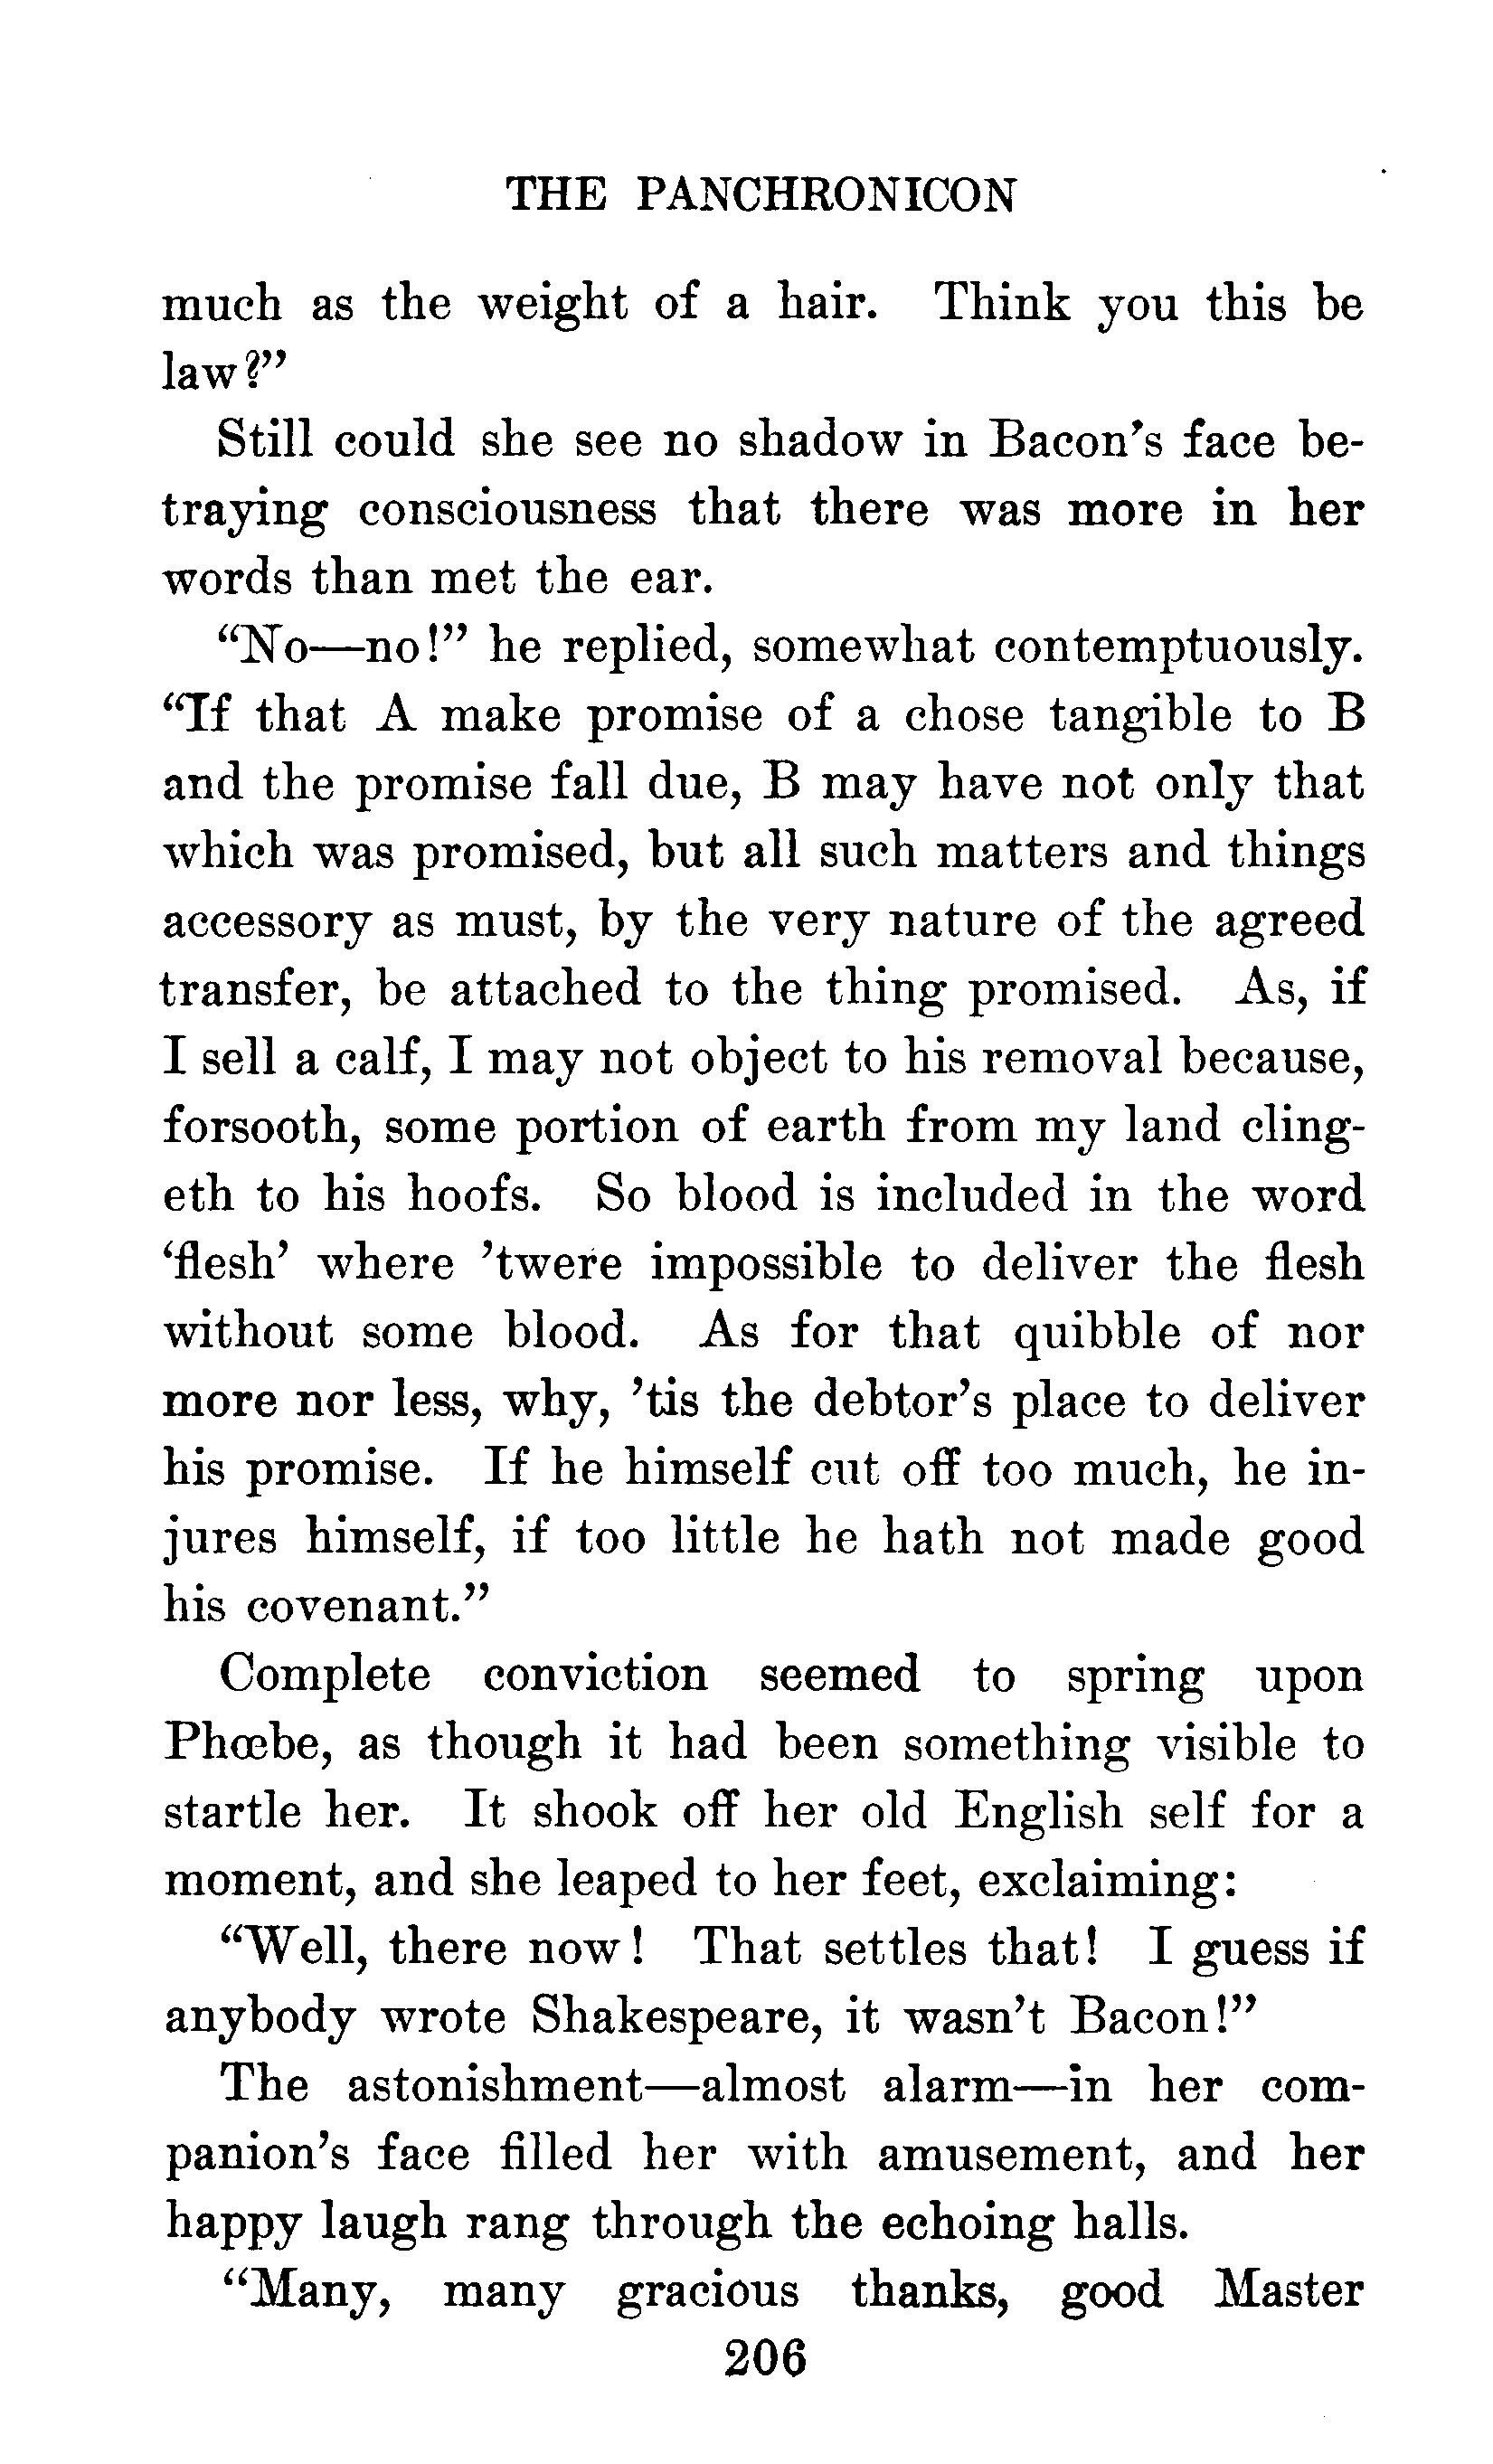 THE PANCHRONICON
much as the weight of a hair. Think you this be
law?”
Still could she see no shadow in Bacon’s face be-
traying consciousness that there was more in her
words than met the ear.
“No—no!” he replied, somewhat contemptuously.
“If that A make promise of a chose tangible to B
and the promise fall due, B may have not only that
which was promised, but all such matters and things
accessory as must, by the very nature of the agreed
transfer, be attached to the thing promised. As, if
I sell a calf, I may not object to his removal because,
forsooth, some portion of earth from my land cling-
eth to his hoofs. So blood is included in the word
‘flesh’ where ’twere impossible to deliver the flesh
without some blood. As for that quibble of nor
more nor less, why, ’tis the debtor’s place to deliver
his promise. If he himself cut off too much, he in-
jures himself, if too little he hath not made good
his covenant.”
Complete conviction seemed to spring upon
Phœbe, as though it had been something visible to
startle her. It shook off her old English self for a
moment, and she leaped to her feet, exclaiming:
“Well, there now! That settles that! I guess if
anybody wrote Shakespeare, it wasn’t Bacon!”
The astonishment—almost alarm—in her com-
panion’s face filled her with amusement, and her
happy laugh rang through the echoing halls.
“Many, many gracious thanks, good Master
206